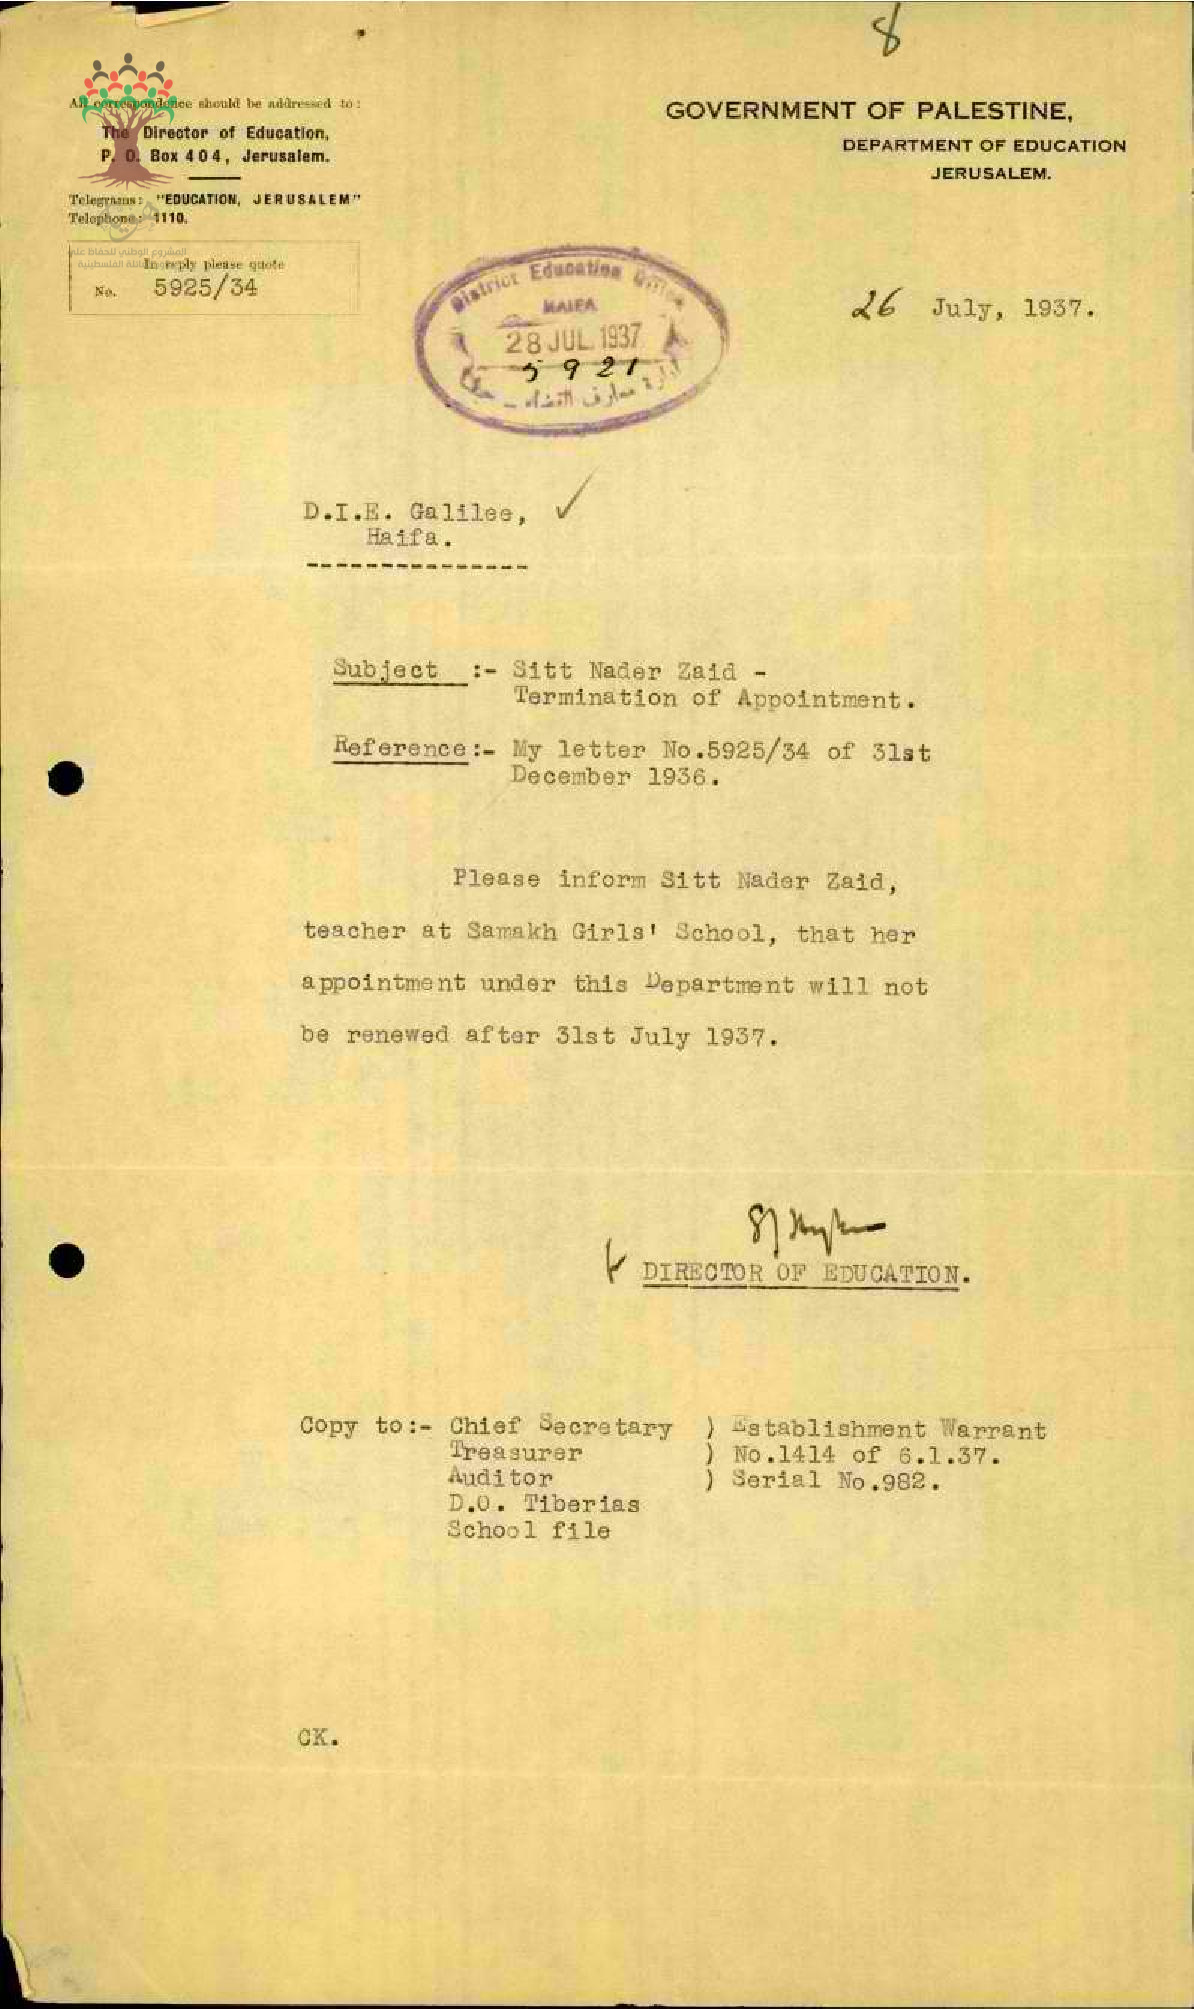 8
All correspondence should be addressed to:
The Director of Education,
P. O. Box 404, Jerusalem.
Telegrams: "EDUCATION, JERUSALEM"
Telephone: 1110.
In reply please quote
No. 5925/34
GOVERNMENT OF PALESTINE,
DEPARTMENT OF EDUCATION
JERUSALEM.
26 July, 1937.
District Education Office
HAIFA
28 JUL 1937
5921
D.I.E. Galilee,
Haifa.
Subject :- Sitt Nader Zaid -
Termination of Appointment.
Reference:- My letter No.5925/34 of 31st
December 1936.
Please inform Sitt Nader Zaid,
teacher at Samakh Girls' School, that her
appointment under this Department will not
be renewed after 31st July 1937.
DIRECTOR OF EDUCATION.
Copy to:- Chief Secretary ) Establishment Warrant
Treasurer ) No.1414 of 6.1.37.
Auditor ) Serial No.982.
D.O. Tiberias
School file
CK.